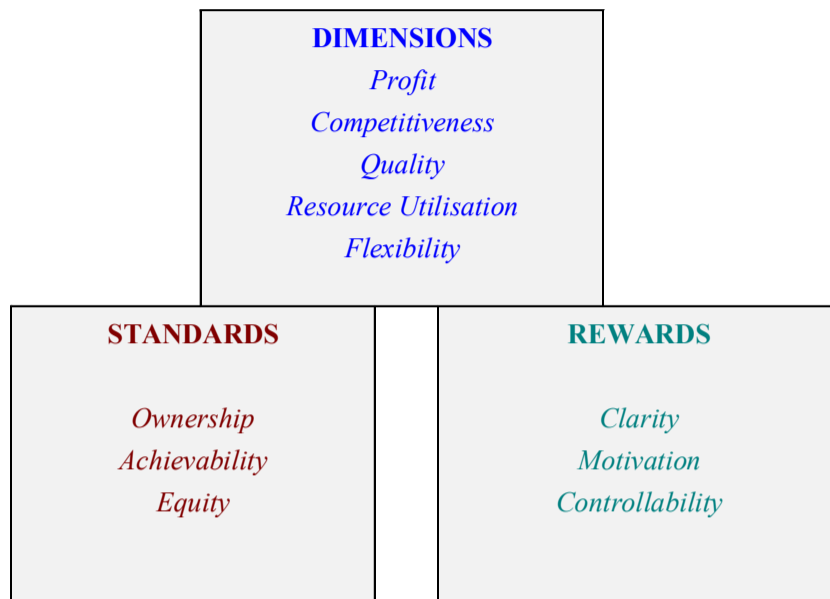 DIMENSIONS
Profit
Competitiveness
Quality
Resource Utilisation
Flexibility
STANDARDS
Ownership
Achievability
Equity
REWARDS
Clarity
Motivation
Controllability